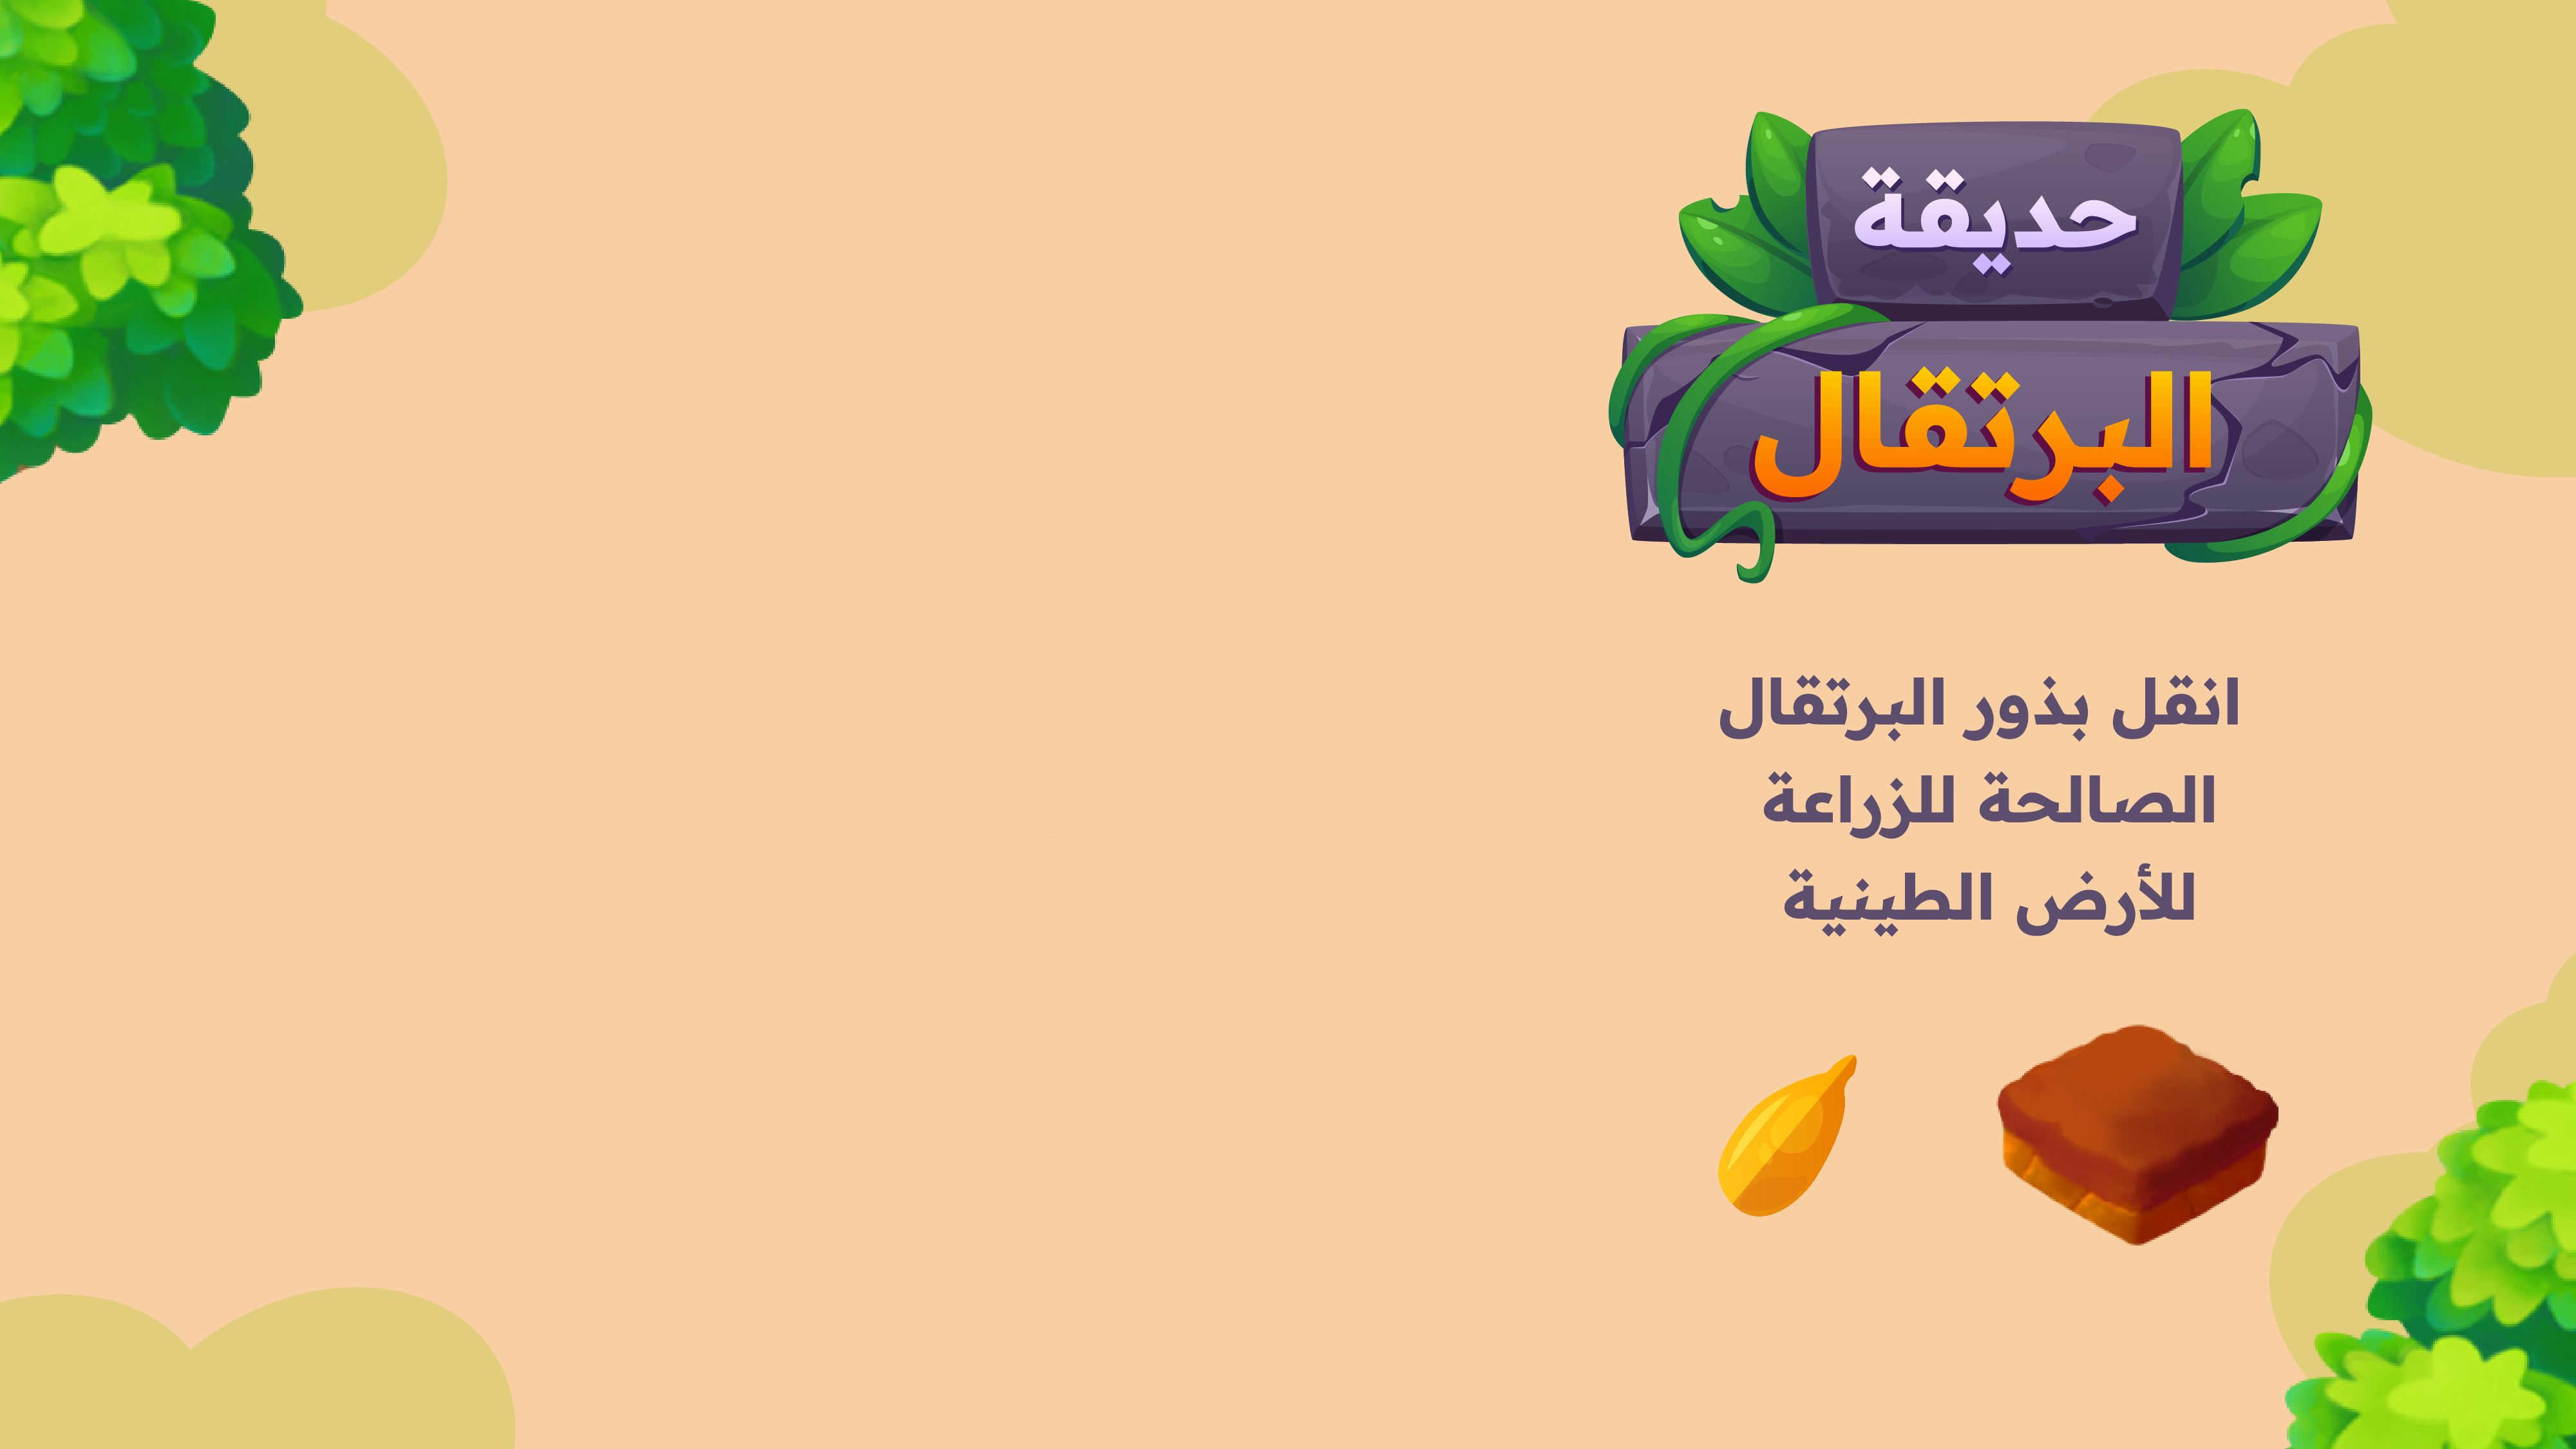 حديقة
البرتقال
انقل بذور البرتقال
الصالحة للزراعة
للأرض الطينية